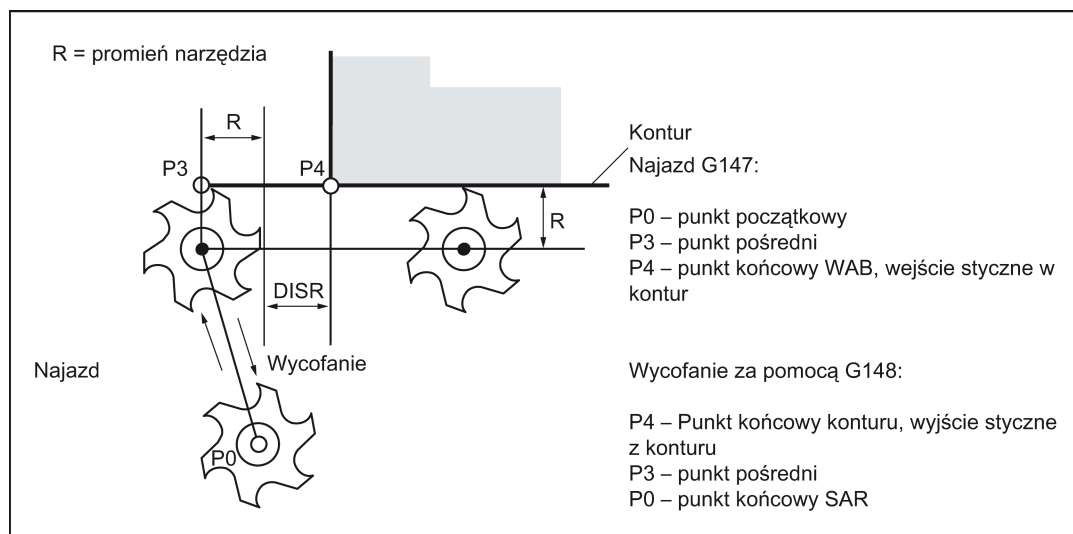 R = promień narzędzia
R
P3
P4
R
DISR
Najazd
Wycofanie
P0
Kontur
Najazd G147:
P0 – punkt początkowy
P3 – punkt pośredni
P4 – punkt końcowy WAB, wejście styczne w
kontur
Wycofanie za pomocą G148:
P4 – Punkt końcowy konturu, wyjście styczne
z konturu
P3 – punkt pośredni
P0 – punkt końcowy SAR